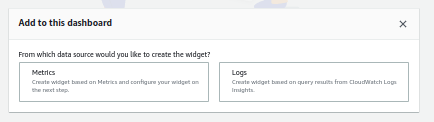 Add to this dashboard
From which data source would you like to create the widget?
Metrics
Create widget based on Metrics and configure your widget on
the next step.
Logs
Create widget based on query results from CloudWatch Logs
Insights.